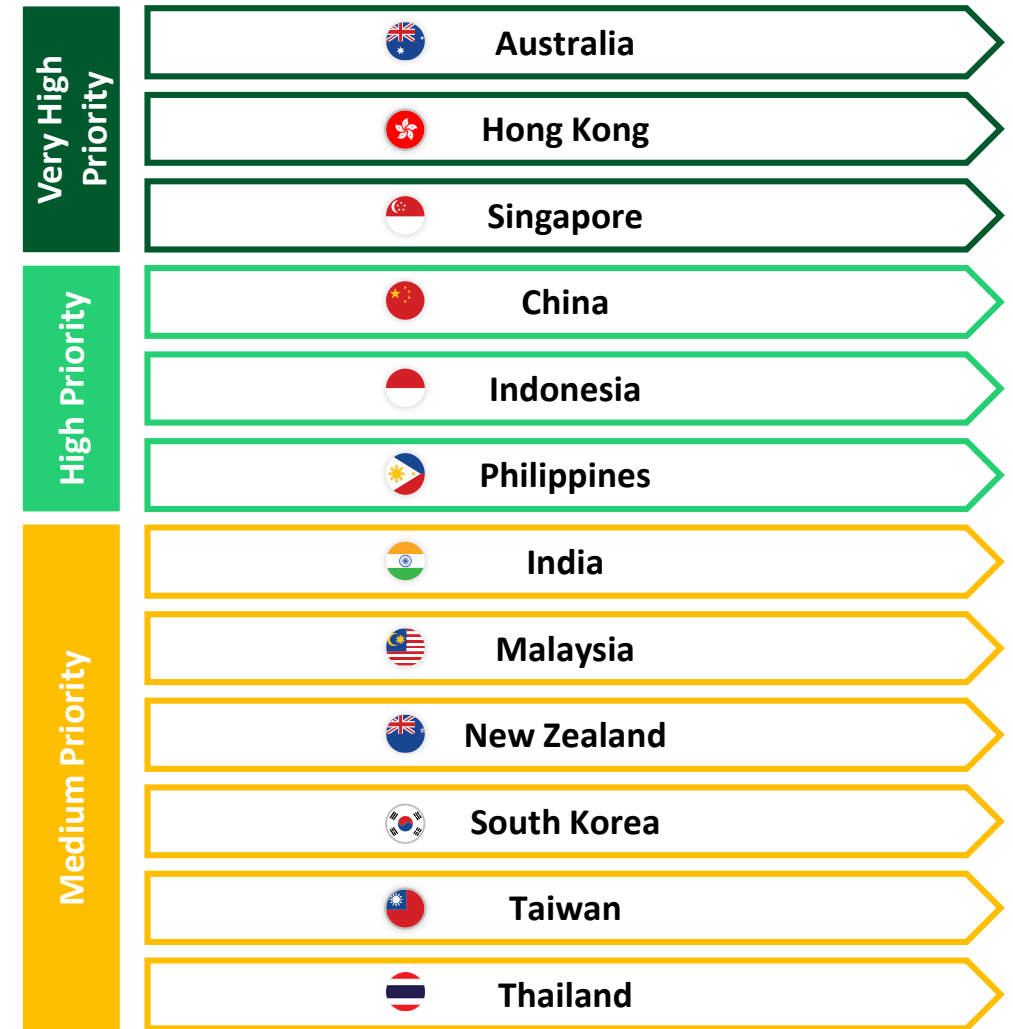 Very High
Priority
Australia
Hong Kong
Singapore
High Priority
China
Indonesia
Philippines
Medium Priority
India
Malaysia
New Zealand
South Korea
Taiwan
Thailand